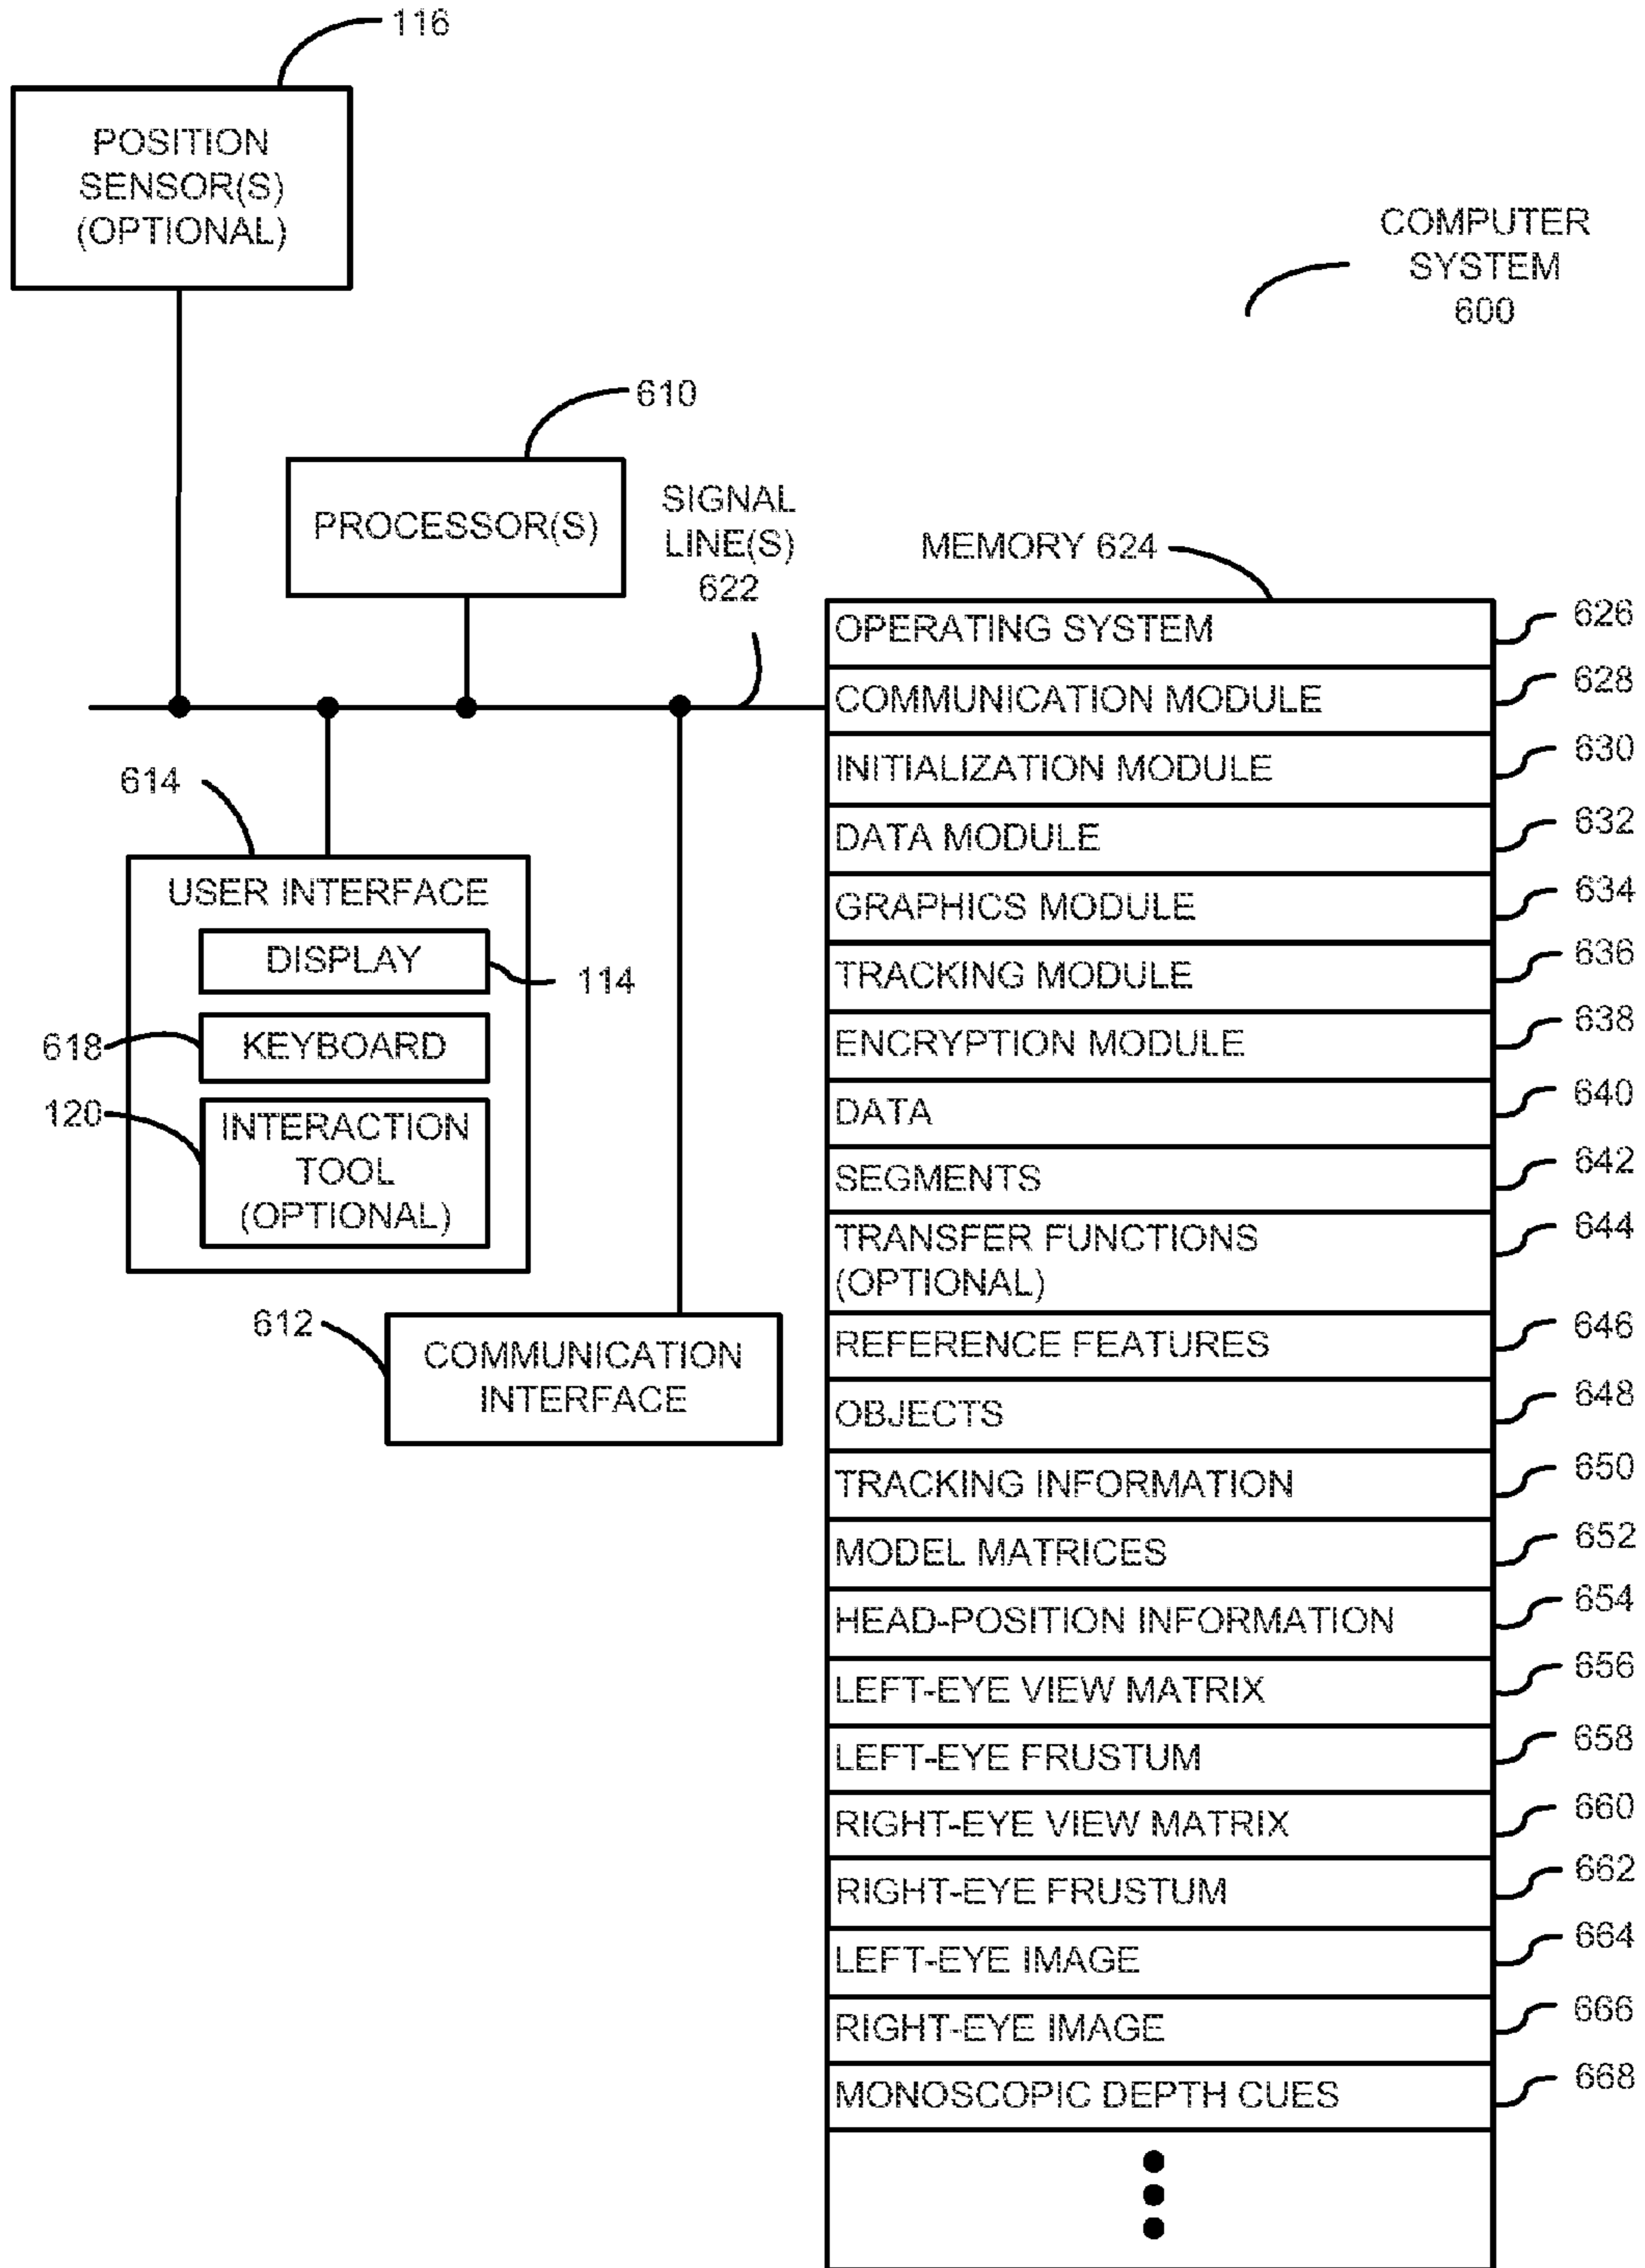 116
POSITION
SENSOR(S)
(OPTIONAL)
COMPUTER
SYSTEM
600
610
PROCESSOR(S)
SIGNAL
LINE(S)
622
MEMORY 624
OPERATING SYSTEM
626
COMMUNICATION MODULE
628
INITIALIZATION MODULE
630
DATA MODULE
632
GRAPHICS MODULE
634
TRACKING MODULE
636
ENCRYPTION MODULE
638
DATA
640
SEGMENTS
642
TRANSFER FUNCTIONS
(OPTIONAL)
644
REFERENCE FEATURES
646
OBJECTS
648
TRACKING INFORMATION
650
MODEL MATRICES
652
HEAD-POSITION INFORMATION
654
LEFT-EYE VIEW MATRIX
656
LEFT-EYE FRUSTUM
658
RIGHT-EYE VIEW MATRIX
660
RIGHT-EYE FRUSTUM
662
LEFT-EYE IMAGE
664
RIGHT-EYE IMAGE
666
MONOSCOPIC DEPTH CUES
668
614
USER INTERFACE
DISPLAY
114
618
KEYBOARD
120
INTERACTION
TOOL
(OPTIONAL)
612
COMMUNICATION
INTERFACE